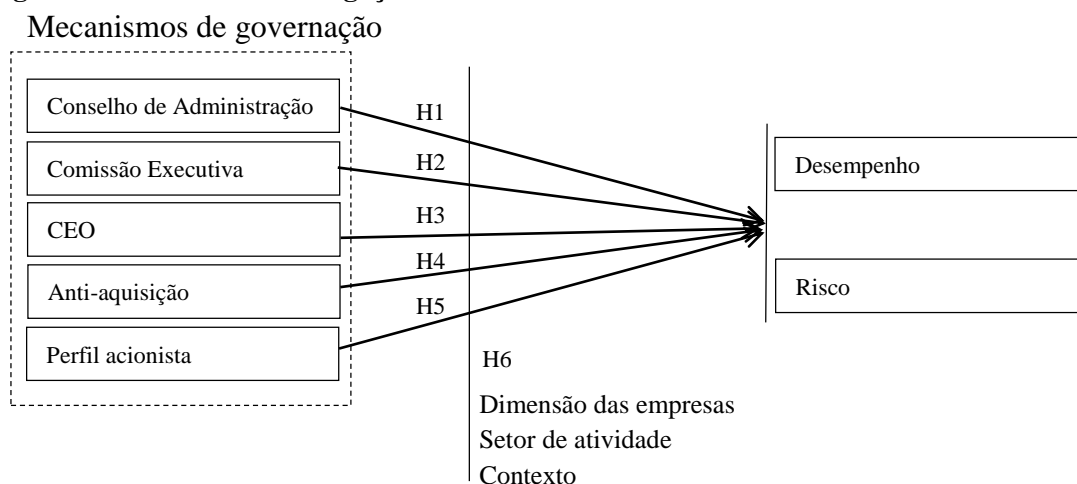 Mecanismos de governação
Conselho de Administração
Comissão Executiva
CEO
Anti-aquisição
Perfil acionista
H1
H2
H3
H4
H5
H6
Dimensão das empresas
Setor de atividade
Contexto
Desempenho
Risco